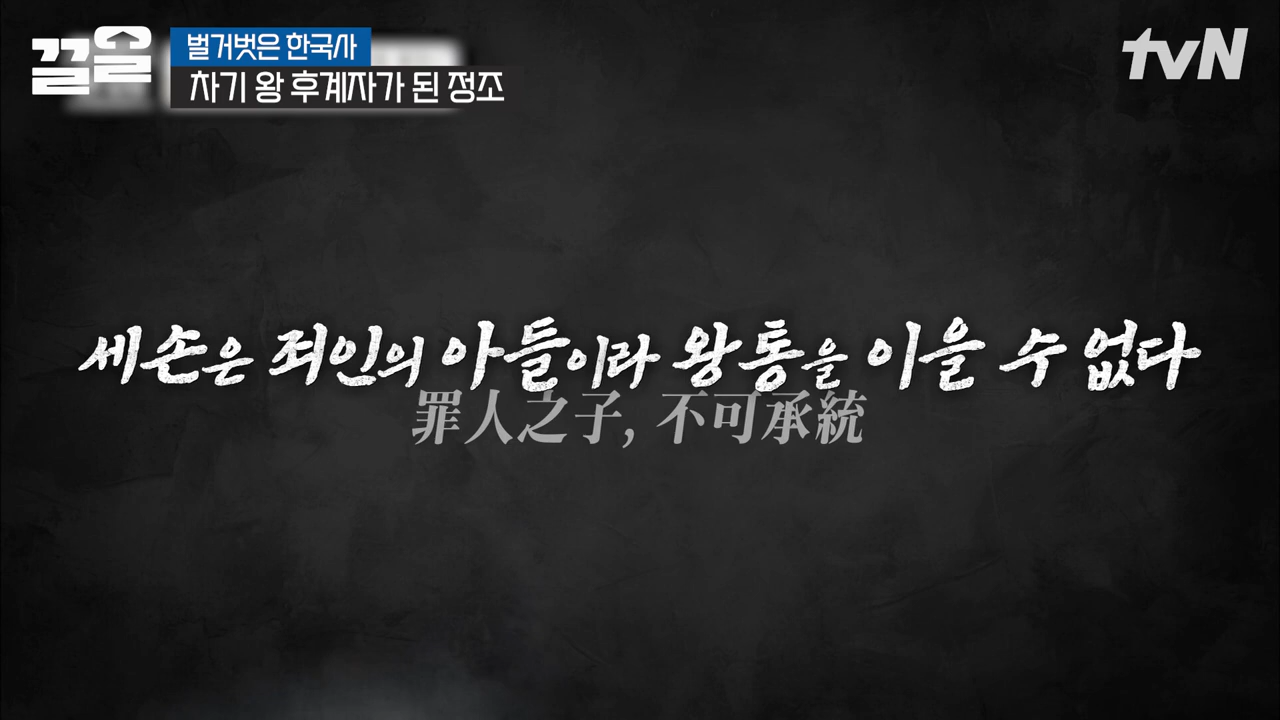 끌올
벌거벗은 한국사
차기 왕 후계자가 된 정조
tvN
세손은 죄인의 아들이라 왕통을 이을 수 없다
罪人之子, 不可承統